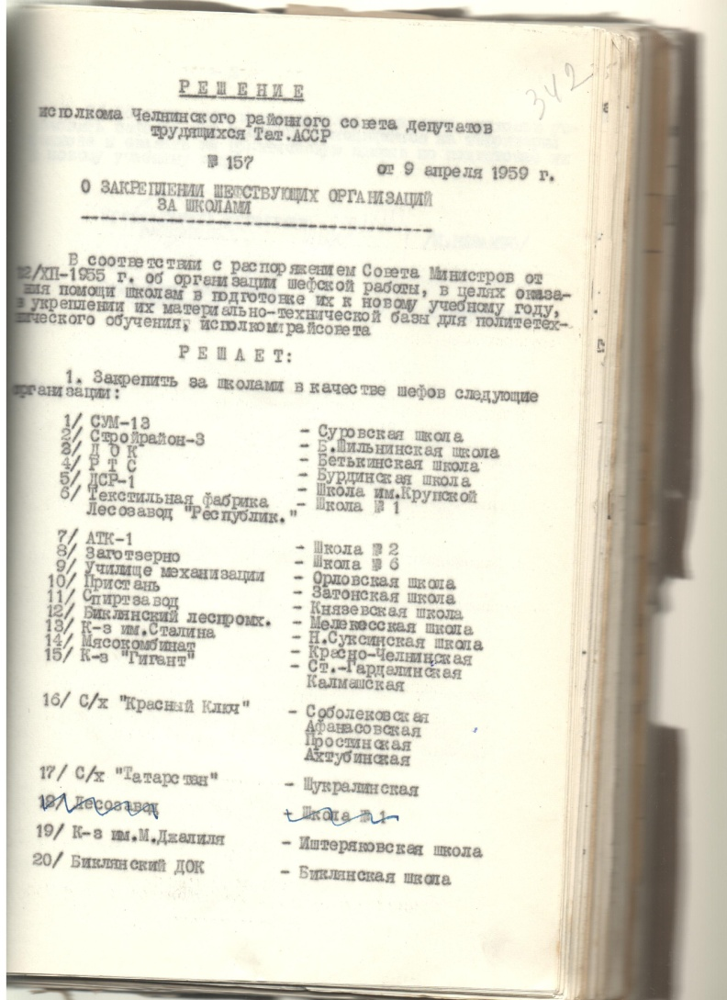 342
РЕШЕНИЕ
исполкома Челнинского районного совета депутатов
трудящихся Тат.АССР
№ 157 от 9 апреля 1959 г.
О ЗАКРЕПЛЕНИИ ШЕФСТВУЮЩИХ ОРГАНИЗАЦИЙ
ЗА ШКОЛАМИ
В соответствии с распоряжением Совета Министров от
12/ХП-1955 г. об организации шефской работы, в целях оказа-
ния помощи школам в подготовке их к новому учебному году,
в укреплении их материально-технической базы для политех-
нического обучения, исполком райсовета
РЕШАЕТ:
1. Закрепить за школами в качестве шефов следующие
организации:
1/ СУМ-13 - Суровская школа
2/ Стройрайон-3 - Б.Шильнинская школа
3/ Д О К - Бетькинская школа
4/ Р Т С - Бурдинская школа
5/ ДСР-1 - Школа им.Крупской
6/ Текстильная фабрика - Школа № 1
Лесозавод "Республик."
7/ АТК-1 - Школа № 2
8/ Заготзерно - Школа № 6
9/ Училище механизации - Орловская школа
10/ Пристань - Затонская школа
11/ Спиртзавод - Князевская школа
12/ Биклянский леспромх. - Мелекесская школа
13/ К-з им.Сталина - Н.Суксинская школа
14/ Мясокомбинат - Красно-Челнинская
15/ К-з "Гигант" - Ст.-Гардалинская
Калмашская
16/ С/х "Красный Ключ" - Соболековская
Афанасовская
Простинская
Ахтубинская
17/ С/х "Татарстан" - Шукралинская
18/ Лесозавод - Школа № 1
19/ К-з им.М.Джалиля - Иштеряковская школа
20/ Биклянский ДОК - Биклянская школа